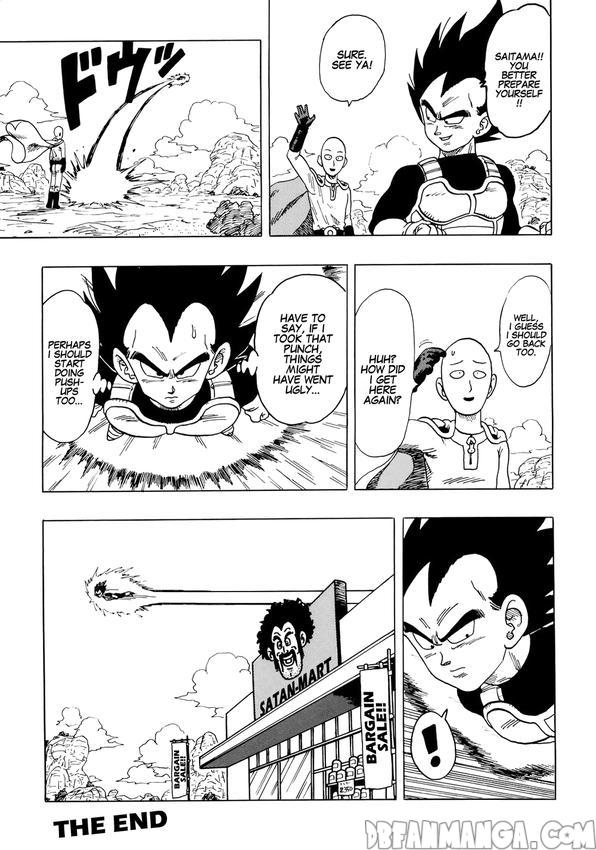 SAITAMA!!
YOU
BETTER
PREPARE
YOURSELF
!!
SURE.
SEE YA!
ドウッ
WELL,
I GUESS
I SHOULD
GO BACK
TOO.
HUH?
HOW DID
I GET
HERE
AGAIN?
HAVE TO
SAY, IF I
TOOK THAT
PUNCH,
THINGS
MIGHT
HAVE WENT
UGLY...
PERHAPS
I SHOULD
START
DOING
PUSH-
UPS
TOO...
!
SATAN-MART
BARGAIN
SALE!!
BARGAIN
SALE!!
THE END
DBFANMANGA.COM